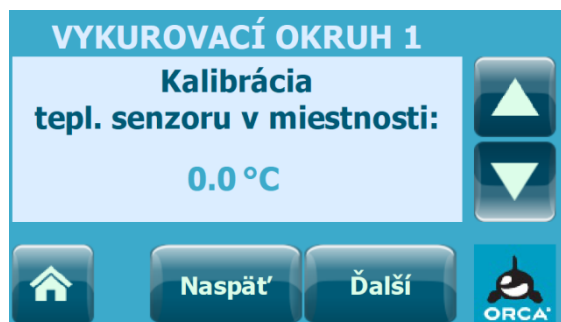 VYKUROVACÍ OKRUH 1
Kalibrácia
tepl. senzoru v miestnosti:
0.0 °C
Naspäť
Ďalší
ORCA